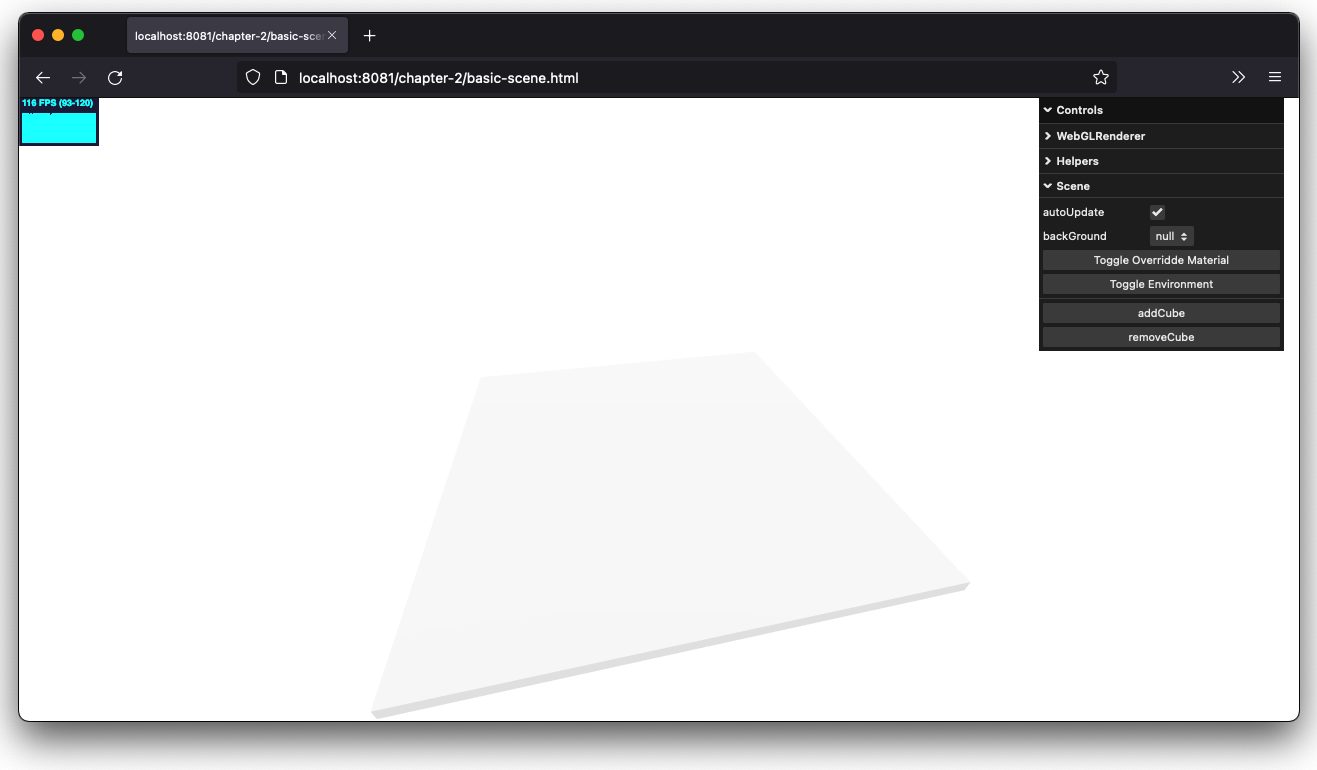 localhost:8081/chapter-2/basic-sce
localhost:8081/chapter-2/basic-scene.html
116 FPS (93-120)
Controls
WebGLRenderer
Helpers
Scene
autoUpdate
backGround null
Toggle Overridde Material
Toggle Environment
addCube
removeCube